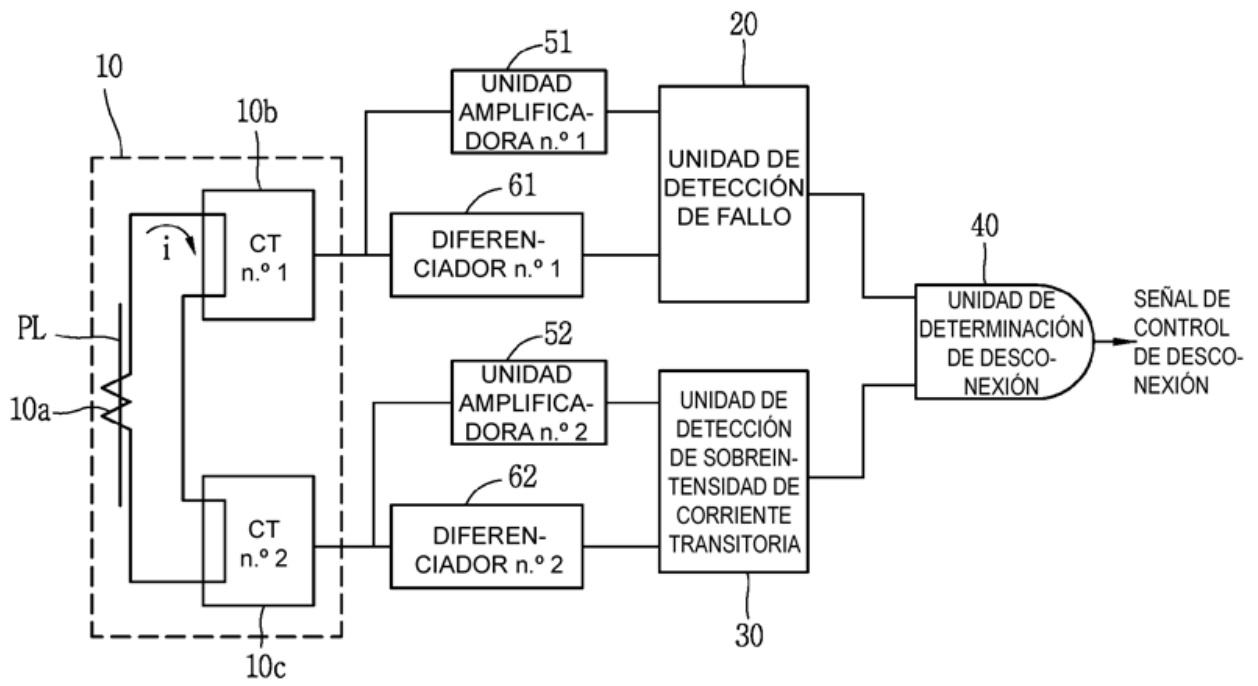 10
10b
51
UNIDAD
AMPLIFICA-
DORA n.º 1
20
UNIDAD DE
DETECCIÓN
DE FALLO
i
CT
n.º 1
61
DIFEREN-
CIADOR n.º 1
40
UNIDAD DE
DETERMINACIÓN
DE DESCO-
NEXIÓN
SEÑAL DE
CONTROL
DE DESCO-
NEXIÓN
PL
10a
52
UNIDAD
AMPLIFICA-
DORA n.º 2
UNIDAD DE
DETECCIÓN
DE SOBREIN-
TENSIDAD DE
CORRIENTE
TRANSITORIA
CT
n.º 2
62
DIFEREN-
CIADOR n.º 2
10c
30